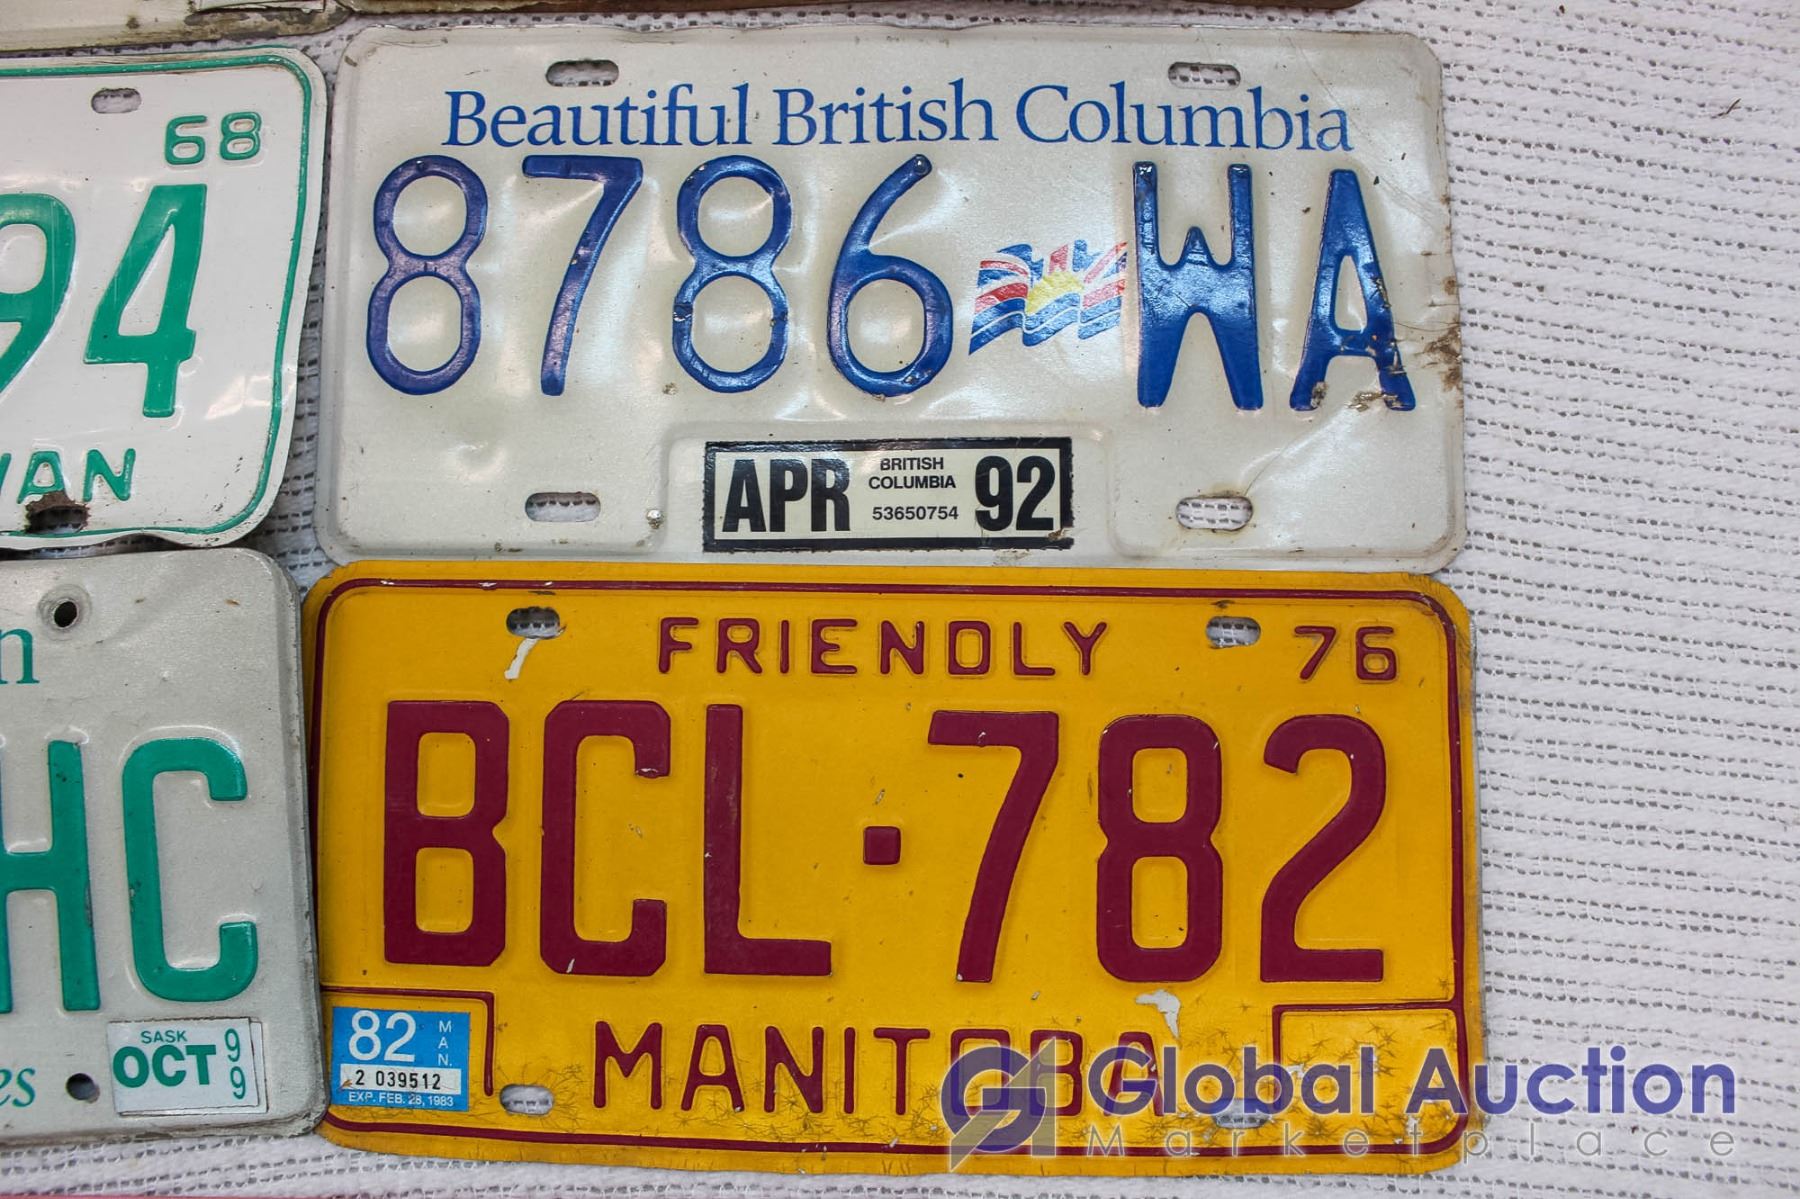 68
94
Beautiful British Columbia
8786 WA
APR BRITISH COLUMBIA 53650754 92
HC
SASK
OCT 99
FRIENDLY 76
BCL·782
82 MAN.
2 039512
EXP. FEB. 28, 1983
MANITOBA
Global Auction
Marketplace